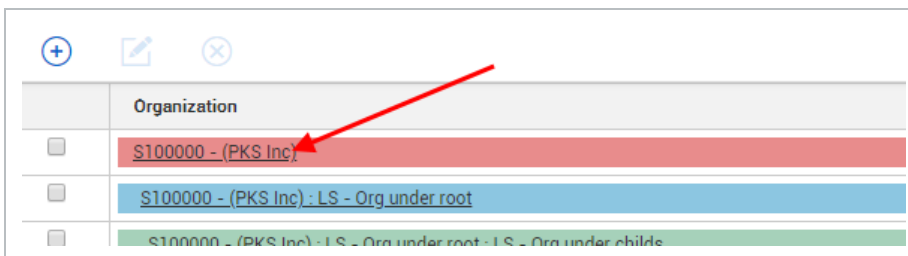 Organization
S100000 - (PKS Inc)
S100000 - (PKS Inc) : LS - Org under root
S100000 - (PKS Inc) : LS - Org under root : LS - Org under childs